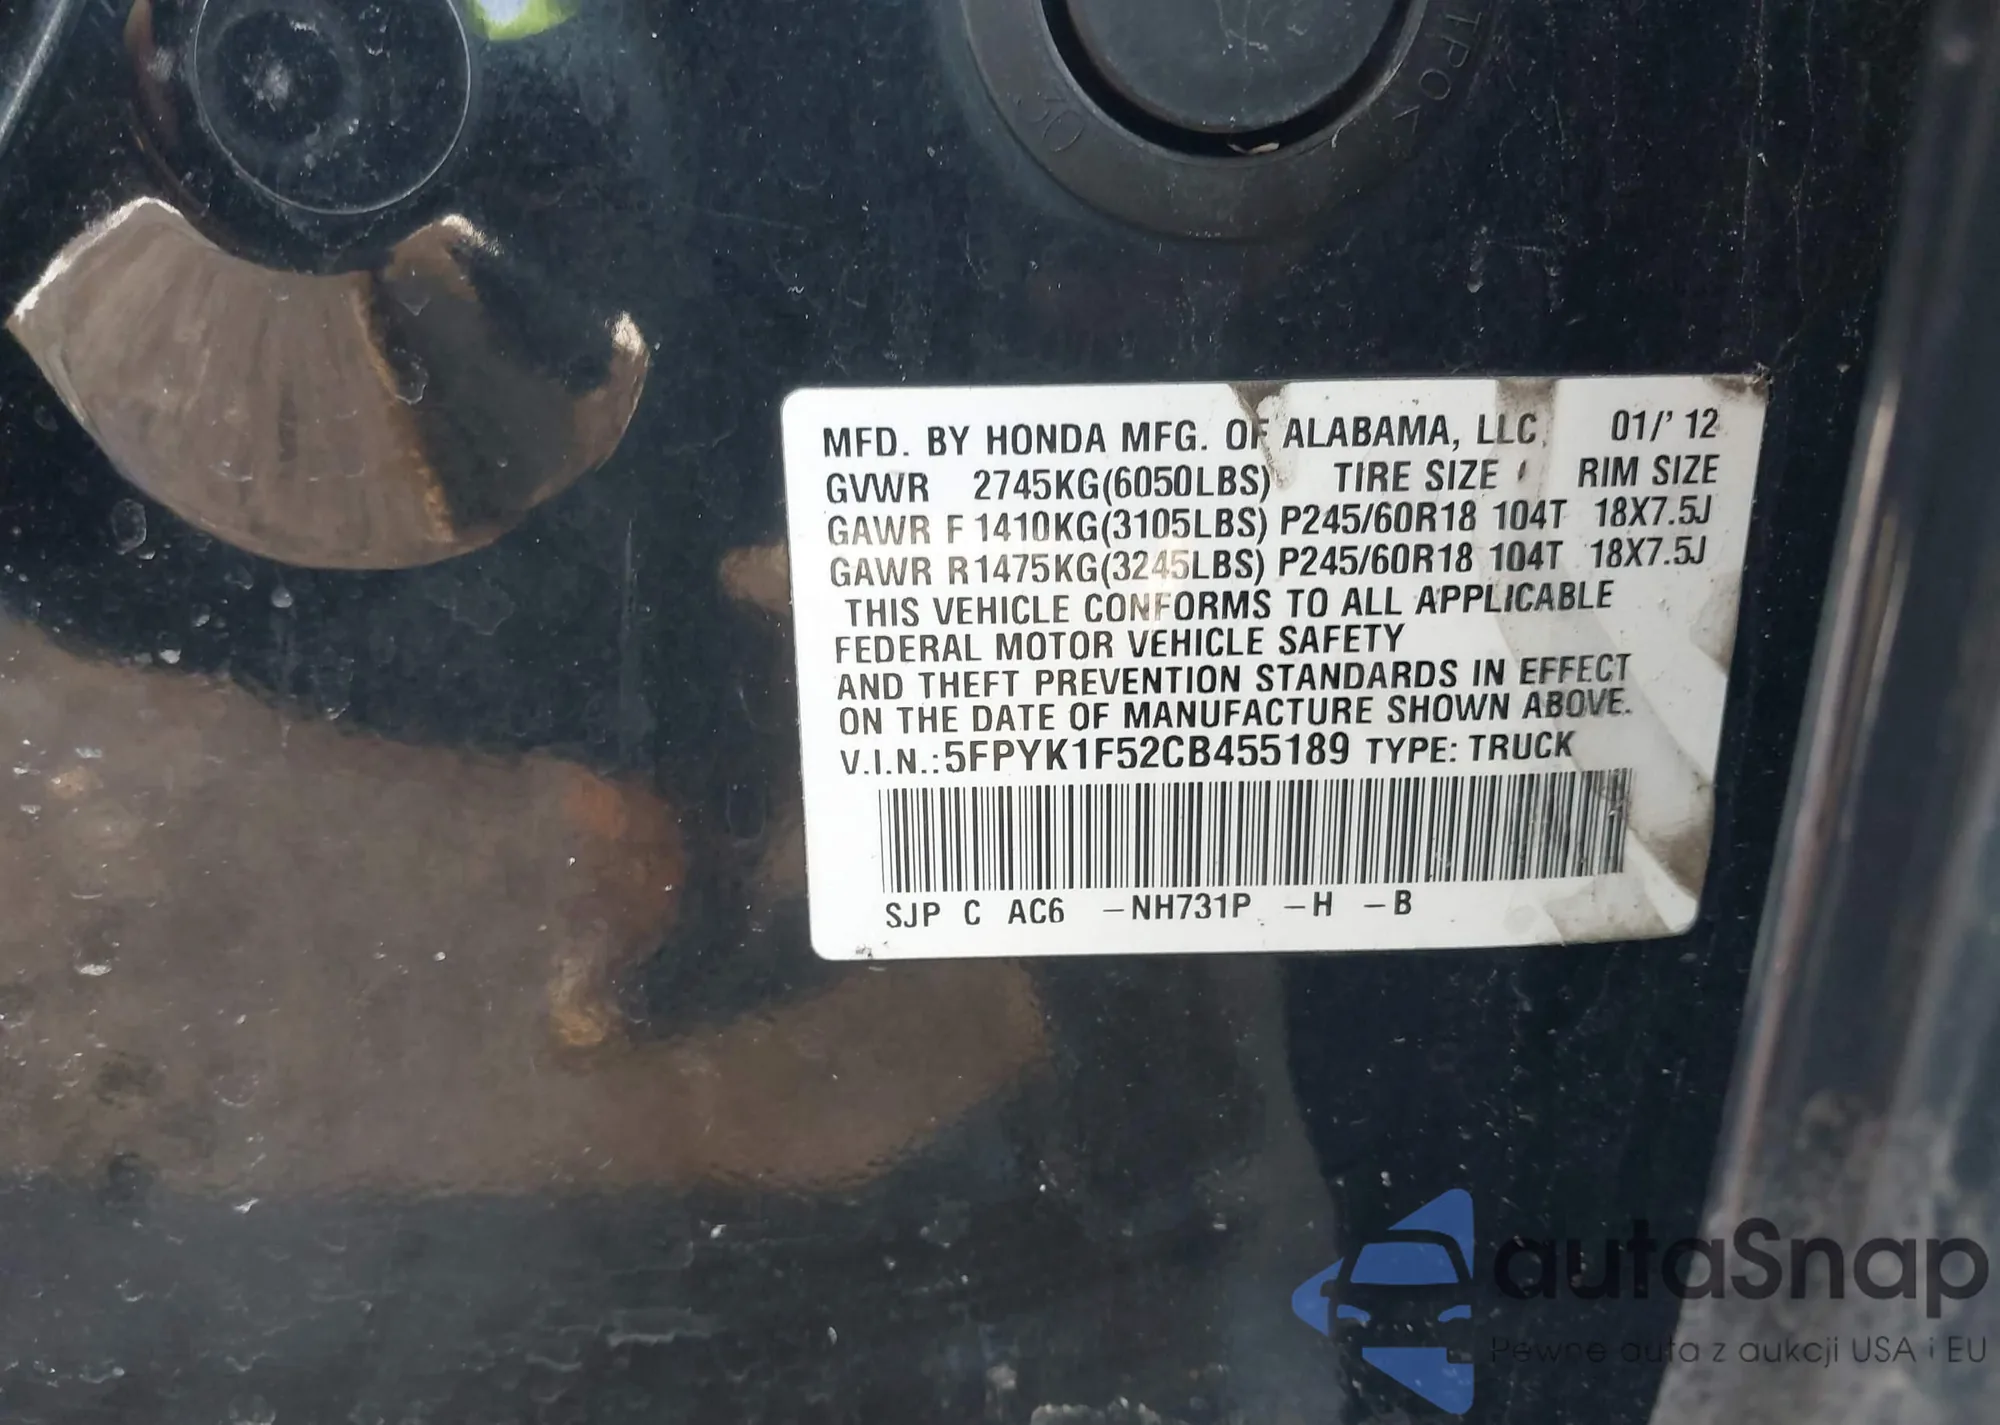 MFD. BY HONDA MFG. OF ALABAMA, LLC. 01/'12
GVWR 2745KG(6050LBS) TIRE SIZE RIM SIZE
GAWR F 1410KG(3105LBS) P245/60R18 104T 18X7.5J
GAWR R 1475KG(3245LBS) P245/60R18 104T 18X7.5J
THIS VEHICLE CONFORMS TO ALL APPLICABLE
FEDERAL MOTOR VEHICLE SAFETY
AND THEFT PREVENTION STANDARDS IN EFFECT
ON THE DATE OF MANUFACTURE SHOWN ABOVE.
V.I.N.:5FPYK1F52CB455189 TYPE: TRUCK
SJP C AC6 -NH731P -H -B
autaSnap
Pewne auta z aukcji USA i EU